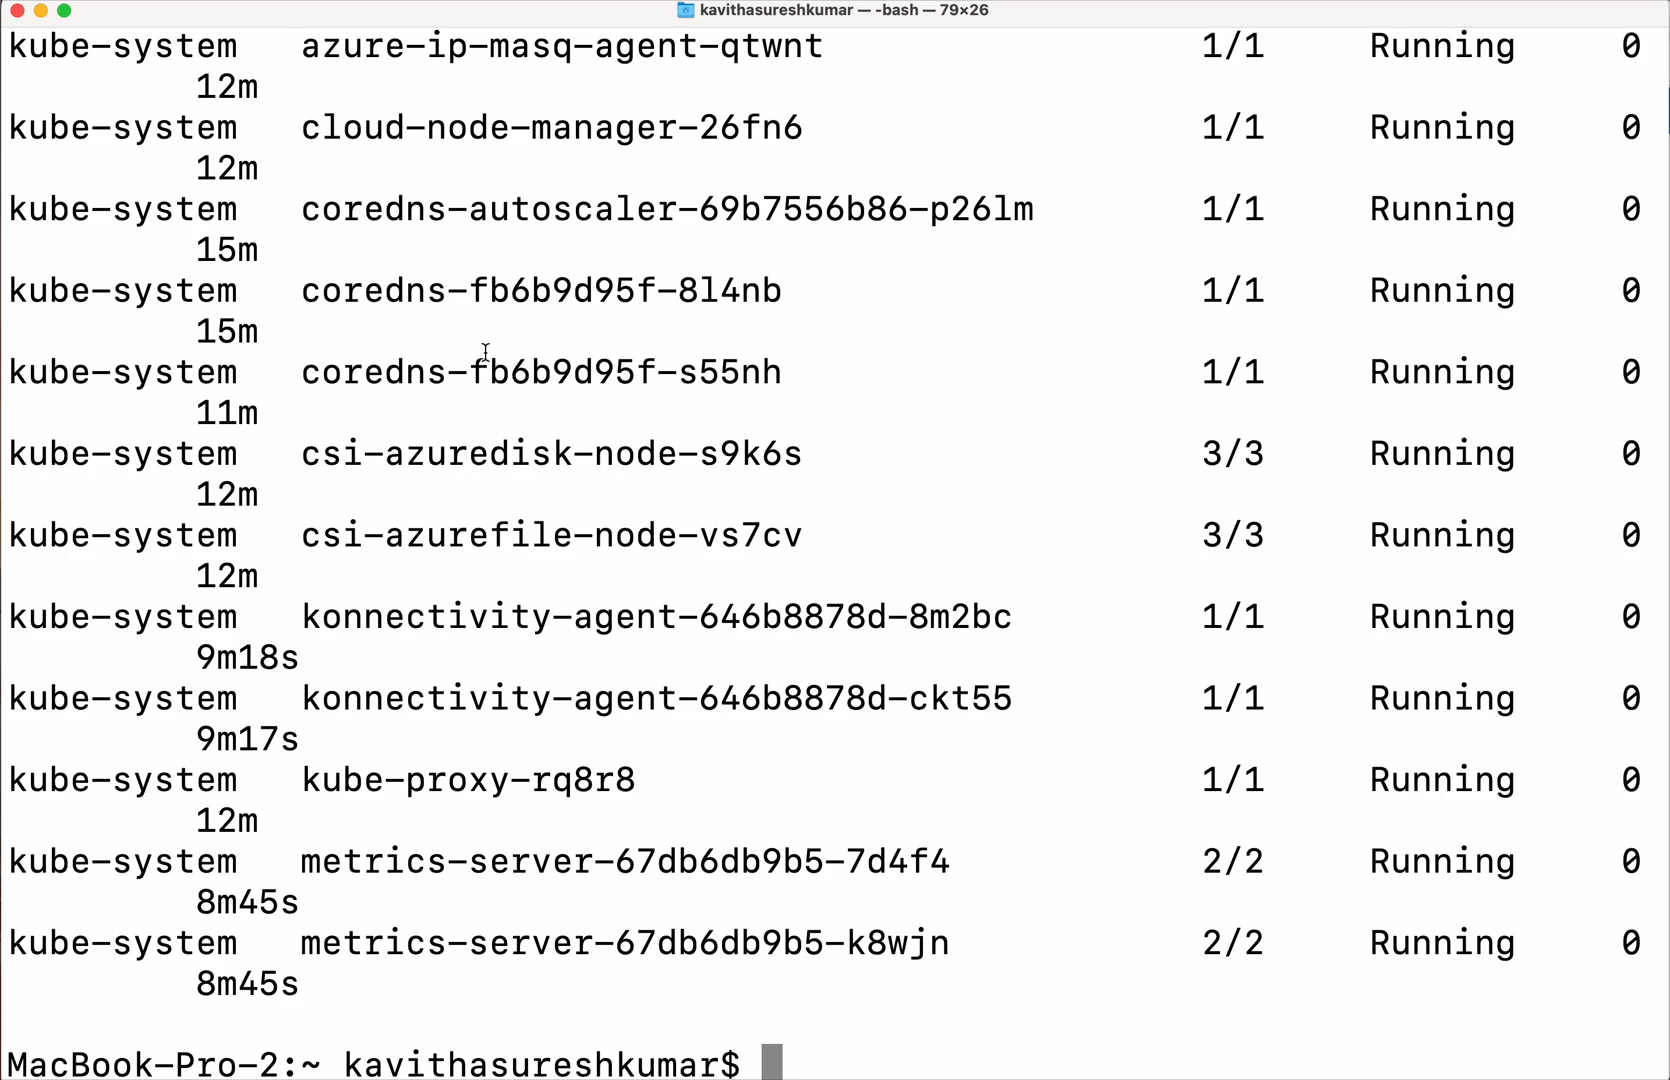 kavithasureshkumar — -bash — 79×26
kube-system   azure-ip-masq-agent-qtwnt                  1/1     Running     0
         12m
kube-system   cloud-node-manager-26fn6                   1/1     Running     0
         12m
kube-system   coredns-autoscaler-69b7556b86-p26lm        1/1     Running     0
         15m
kube-system   coredns-fb6b9d95f-8l4nb                    1/1     Running     0
         15m
kube-system   coredns-fb6b9d95f-s55nh                    1/1     Running     0
         11m
kube-system   csi-azuredisk-node-s9k6s                   3/3     Running     0
         12m
kube-system   csi-azurefile-node-vs7cv                   3/3     Running     0
         12m
kube-system   konnectivity-agent-646b8878d-8m2bc         1/1     Running     0
         9m18s
kube-system   konnectivity-agent-646b8878d-ckt55         1/1     Running     0
         9m17s
kube-system   kube-proxy-rq8r8                           1/1     Running     0
         12m
kube-system   metrics-server-67db6db9b5-7d4f4            2/2     Running     0
         8m45s
kube-system   metrics-server-67db6db9b5-k8wjn            2/2     Running     0
         8m45s
MacBook-Pro-2:~ kavithasureshkumar$